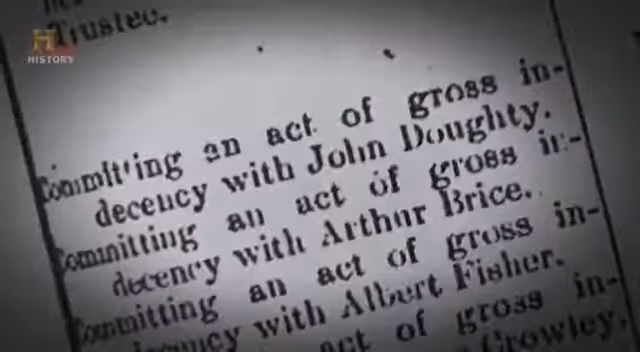 Trustee.
H
HISTORY
Committing an act of gross in-
decency with John Doughty.
Committing an act of gross in-
decency with Arthur Brice.
Committing an act of gross in-
decency with Albert Fisher.
act of gross in-
Crowley.